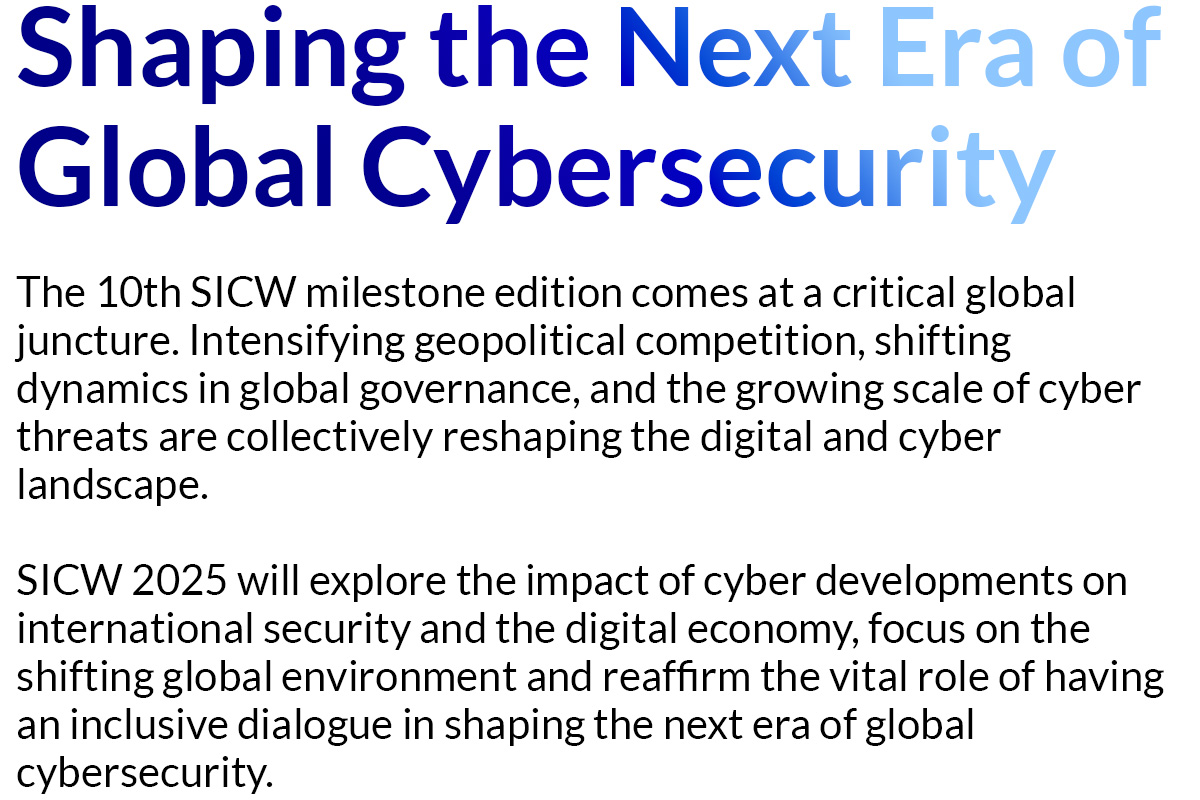 Shaping the Next Era of
Global Cybersecurity
The 10th SICW milestone edition comes at a critical global
juncture. Intensifying geopolitical competition, shifting
dynamics in global governance, and the growing scale of cyber
threats are collectively reshaping the digital and cyber
landscape.
SICW 2025 will explore the impact of cyber developments on
international security and the digital economy, focus on the
shifting global environment and reaffirm the vital role of having
an inclusive dialogue in shaping the next era of global
cybersecurity.